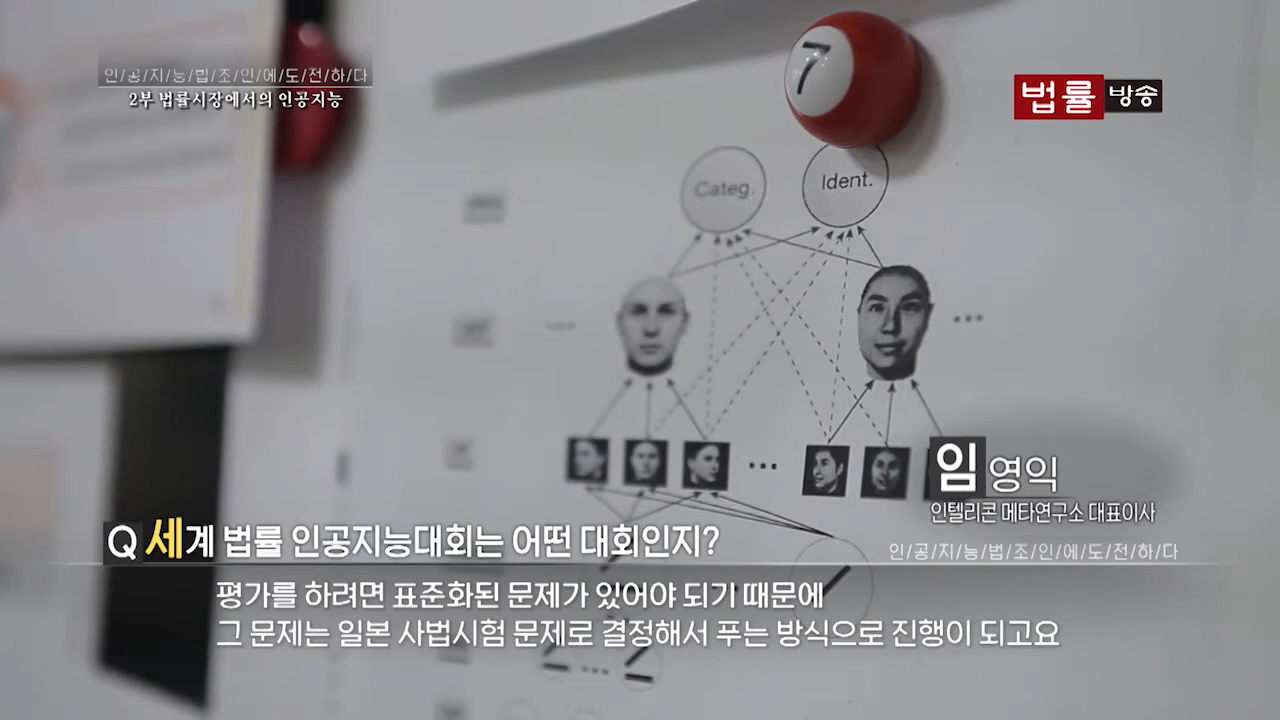 인/공/지/능/법/조/인/에/도/전/하/다
2부 법률시장에서의 인공지능
법률방송
7
Categ.
Ident.
임영익
인텔리콘 메타연구소 대표이사
Q 세계 법률 인공지능대회는 어떤 대회인지?
인/공/지/능/법/조/인/에/도/전/하/다
평가를 하려면 표준화된 문제가 있어야 되기 때문에
그 문제는 일본 사법시험 문제로 결정해서 푸는 방식으로 진행이 되고요